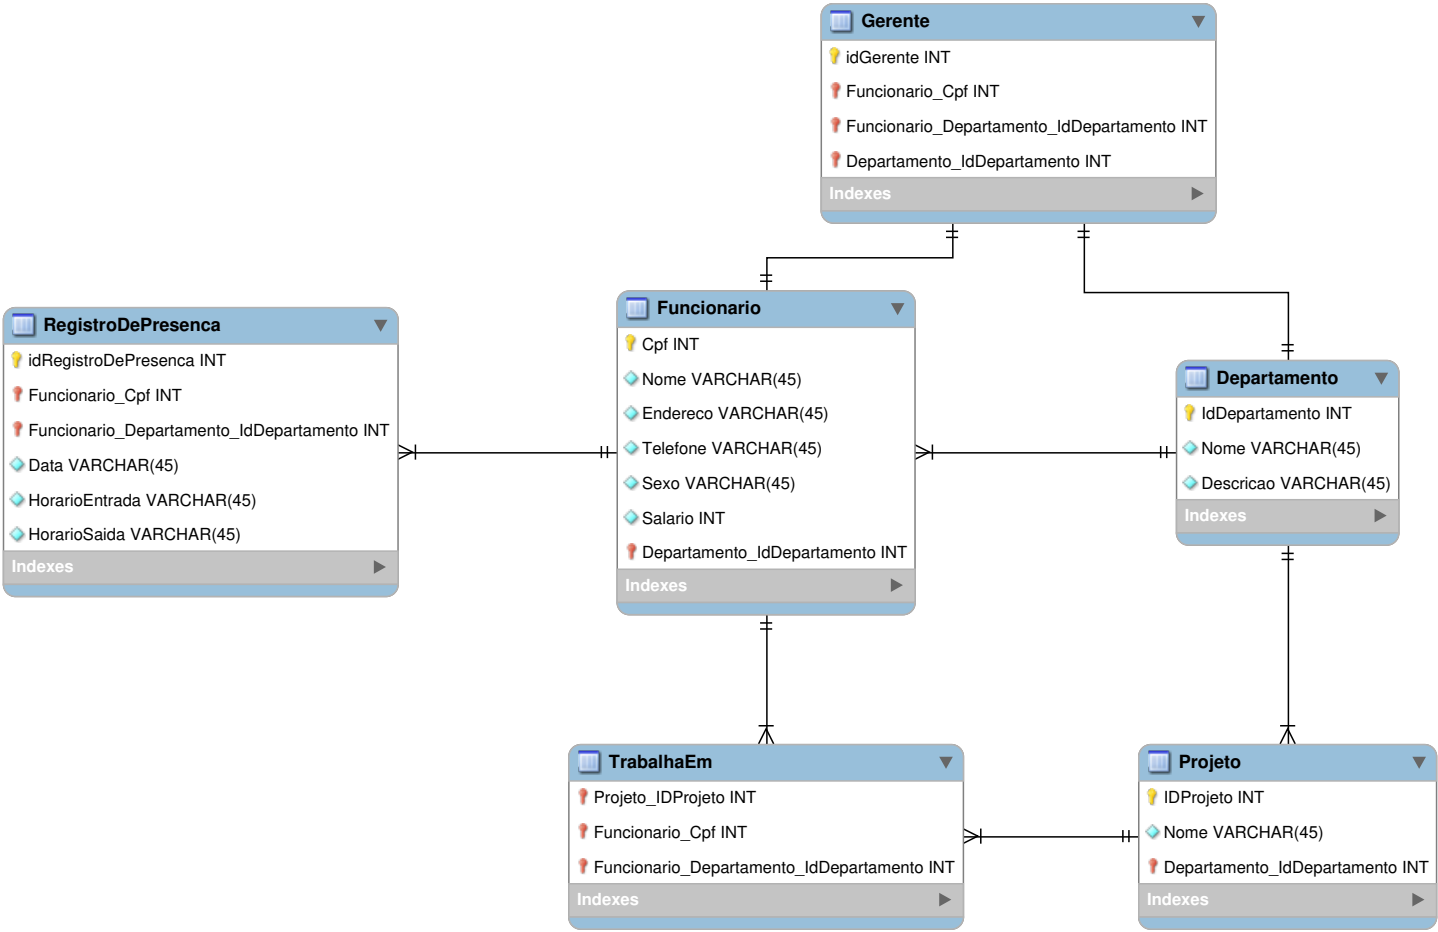 Gerente
idGerente INT
Funcionario_Cpf INT
Funcionario_Departamento_IdDepartamento INT
Departamento_IdDepartamento INT
Indexes
RegistroDePresenca
idRegistroDePresenca INT
Funcionario_Cpf INT
Funcionario_Departamento_IdDepartamento INT
Data VARCHAR(45)
HorarioEntrada VARCHAR(45)
HorarioSaida VARCHAR(45)
Indexes
Funcionario
Cpf INT
Nome VARCHAR(45)
Endereco VARCHAR(45)
Telefone VARCHAR(45)
Sexo VARCHAR(45)
Salario INT
Departamento_IdDepartamento INT
Indexes
Departamento
IdDepartamento INT
Nome VARCHAR(45)
Descricao VARCHAR(45)
Indexes
TrabalhaEm
Projeto_IDProjeto INT
Funcionario_Cpf INT
Funcionario_Departamento_IdDepartamento INT
Indexes
Projeto
IDProjeto INT
Nome VARCHAR(45)
Departamento_IdDepartamento INT
Indexes